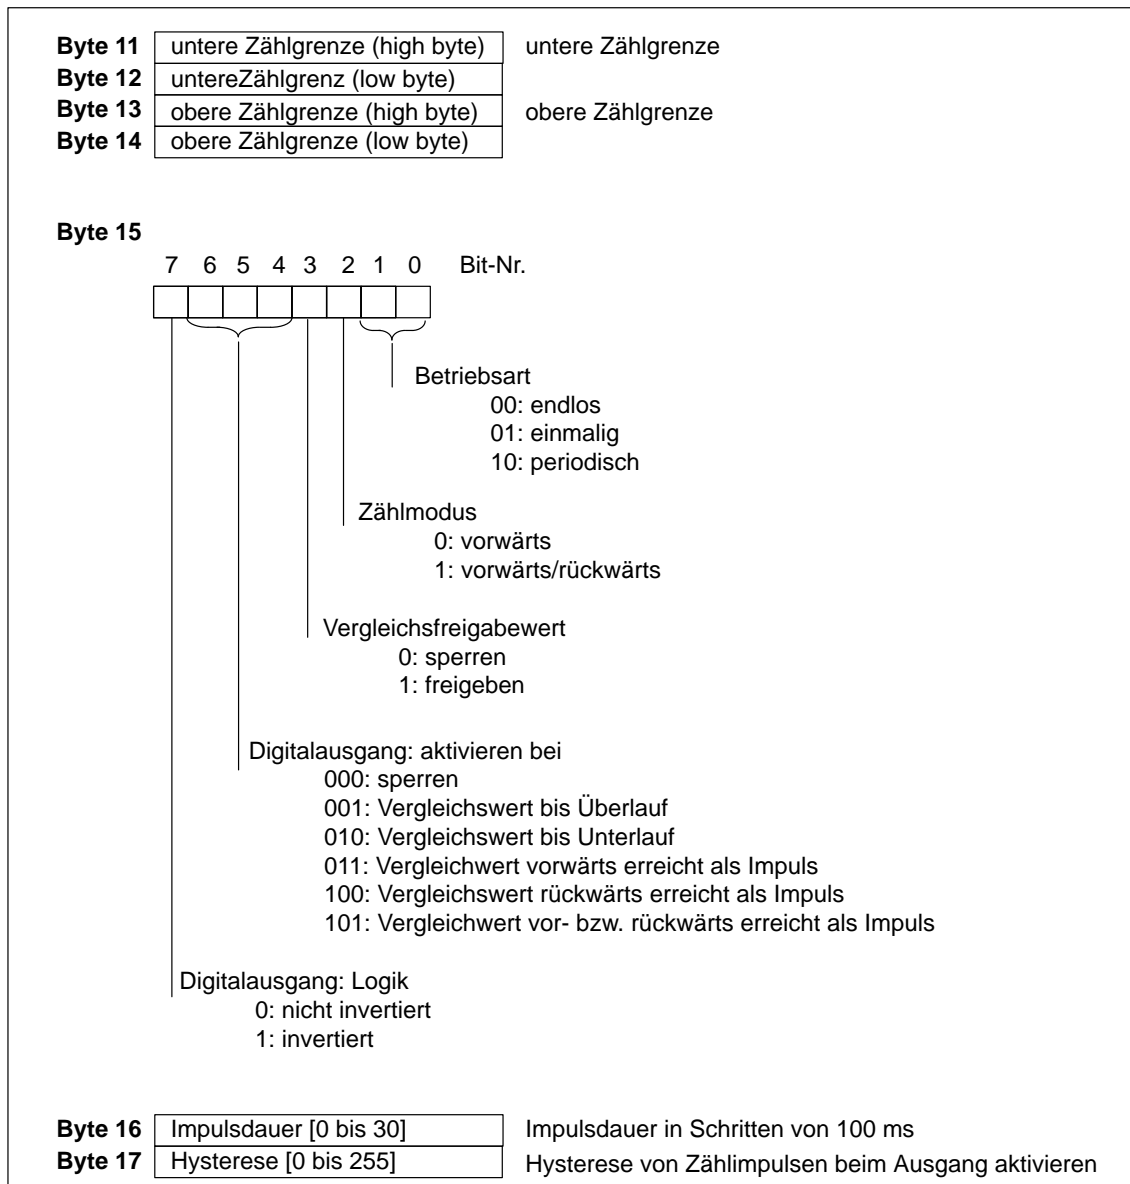 Byte 11 untere Zählgrenze (high byte) untere Zählgrenze
Byte 12 untereZählgrenz (low byte)
Byte 13 obere Zählgrenze (high byte) obere Zählgrenze
Byte 14 obere Zählgrenze (low byte)
Byte 15
7 6 5 4 3 2 1 0 Bit-Nr.
Betriebsart
00: endlos
01: einmalig
10: periodisch
Zählmodus
0: vorwärts
1: vorwärts/rückwärts
Vergleichsfreigabewert
0: sperren
1: freigeben
Digitalausgang: aktivieren bei
000: sperren
001: Vergleichswert bis Überlauf
010: Vergleichswert bis Unterlauf
011: Vergleichwert vorwärts erreicht als Impuls
100: Vergleichswert rückwärts erreicht als Impuls
101: Vergleichwert vor- bzw. rückwärts erreicht als Impuls
Digitalausgang: Logik
0: nicht invertiert
1: invertiert
Byte 16 Impulsdauer [0 bis 30] Impulsdauer in Schritten von 100 ms
Byte 17 Hysterese [0 bis 255] Hysterese von Zählimpulsen beim Ausgang aktivieren